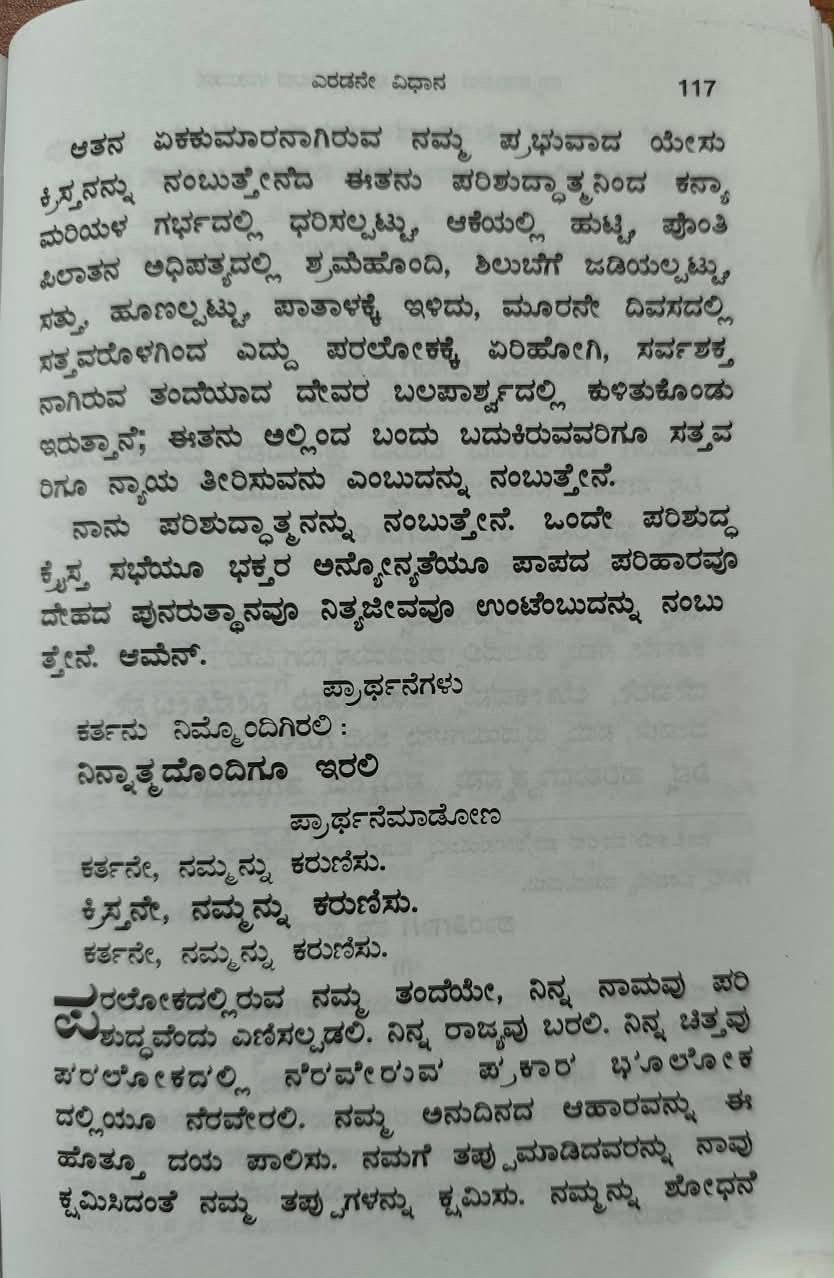 ಎರಡನೇ ವಿಧಾನ 117
ಆತನ ಏಕಕುಮಾರನಾಗಿರುವ ನಮ್ಮ ಪ್ರಭುವಾದ ಯೇಸು
ಕ್ರಿಸ್ತನನ್ನು ನಂಬುತ್ತೇನೆದ ಈತನು ಪರಿಶುದ್ಧಾತ್ಮನಿಂದ ಕನ್ಯಾ
ಮರಿಯಳ ಗರ್ಭದಲ್ಲಿ ಧರಿಸಲ್ಪಟ್ಟು, ಆಕೆಯಲ್ಲಿ ಹುಟ್ಟಿ, ಪೊಂತಿ
ಪಿಲಾತನ ಅಧಿಪತ್ಯದಲ್ಲಿ ಶ್ರಮೆಹೊಂದಿ, ಶಿಲುಬೆಗೆ ಜಡಿಯಲ್ಪಟ್ಟು,
ಸತ್ತು, ಹೂಣಲ್ಪಟ್ಟು, ಪಾತಾಳಕ್ಕೆ ಇಳಿದು, ಮೂರನೇ ದಿವಸದಲ್ಲಿ
ಸತ್ತವರೊಳಗಿಂದ ಎದ್ದು ಪರಲೋಕಕ್ಕೆ ಏರಿಹೋಗಿ, ಸರ್ವಶಕ್ತ
ನಾಗಿರುವ ತಂದೆಯಾದ ದೇವರ ಬಲಪಾರ್ಶ್ವದಲ್ಲಿ ಕುಳಿತುಕೊಂಡು
ಇರುತ್ತಾನೆ; ಈತನು ಅಲ್ಲಿಂದ ಬಂದು ಬದುಕಿರುವವರಿಗೂ ಸತ್ತವ
ರಿಗೂ ನ್ಯಾಯ ತೀರಿಸುವನು ಎಂಬುದನ್ನು ನಂಬುತ್ತೇನೆ.
ನಾನು ಪರಿಶುದ್ಧಾತ್ಮನನ್ನು ನಂಬುತ್ತೇನೆ. ಒಂದೇ ಪರಿಶುದ್ಧ
ಕ್ರೈಸ್ತ ಸಭೆಯೂ ಭಕ್ತರ ಅನ್ಯೋನ್ಯತೆಯೂ ಪಾಪದ ಪರಿಹಾರವೂ
ದೇಹದ ಪುನರುತ್ಥಾನವೂ ನಿತ್ಯಜೀವವೂ ಉಂಟೆಂಬುದನ್ನು ನಂಬು
ತ್ತೇನೆ. ಆಮೆನ್.
ಪ್ರಾರ್ಥನೆಗಳು
ಕರ್ತನು ನಿಮ್ಮೊಂದಿಗಿರಲಿ :
ನಿನ್ನಾತ್ಮದೊಂದಿಗೂ ಇರಲಿ
ಪ್ರಾರ್ಥನೆಮಾಡೋಣ
ಕರ್ತನೇ, ನಮ್ಮನ್ನು ಕರುಣಿಸು.
ಕ್ರಿಸ್ತನೇ, ನಮ್ಮನ್ನು ಕರುಣಿಸು.
ಕರ್ತನೇ, ನಮ್ಮನ್ನು ಕರುಣಿಸು.
ಪರಲೋಕದಲ್ಲಿರುವ ನಮ್ಮ ತಂದೆಯೇ, ನಿನ್ನ ನಾಮವು ಪರಿ
ಶುದ್ಧವೆಂದು ಎಣಿಸಲ್ಪಡಲಿ. ನಿನ್ನ ರಾಜ್ಯವು ಬರಲಿ. ನಿನ್ನ ಚಿತ್ತವು
ಪರಲೋಕದಲ್ಲಿ ನೆರವೇರುವ ಪ್ರಕಾರ ಭೂಲೋಕ
ದಲ್ಲಿಯೂ ನೆರವೇರಲಿ. ನಮ್ಮ ಅನುದಿನದ ಆಹಾರವನ್ನು ಈ
ಹೊತ್ತೂ ದಯ ಪಾಲಿಸು. ನಮಗೆ ತಪ್ಪುಮಾಡಿದವರನ್ನು ನಾವು
ಕ್ಷಮಿಸಿದಂತೆ ನಮ್ಮ ತಪ್ಪುಗಳನ್ನು ಕ್ಷಮಿಸು. ನಮ್ಮನ್ನು ಶೋಧನೆ